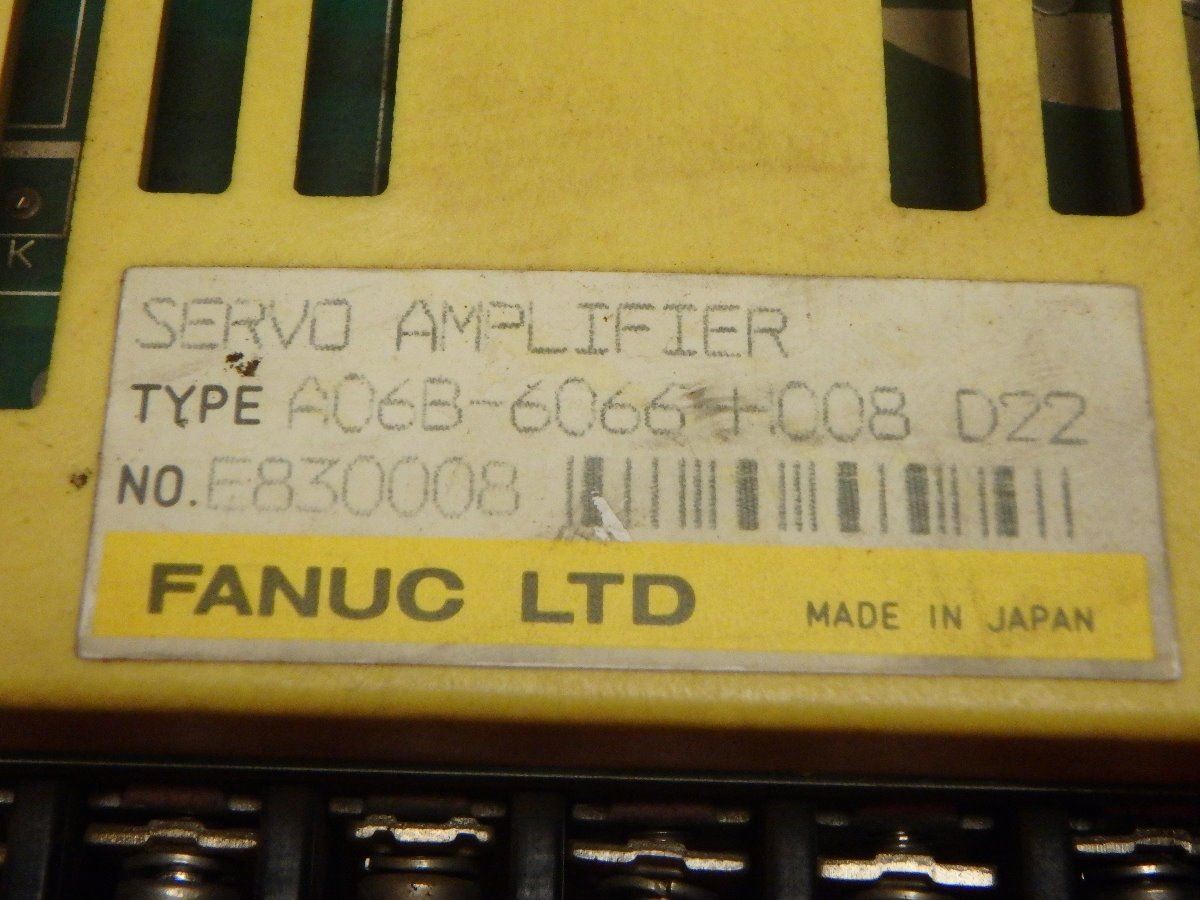 K
SERVO AMPLIFIER
TYPE A06B-6066-H008 D22
NO. E830008
FANUC LTD MADE IN JAPAN